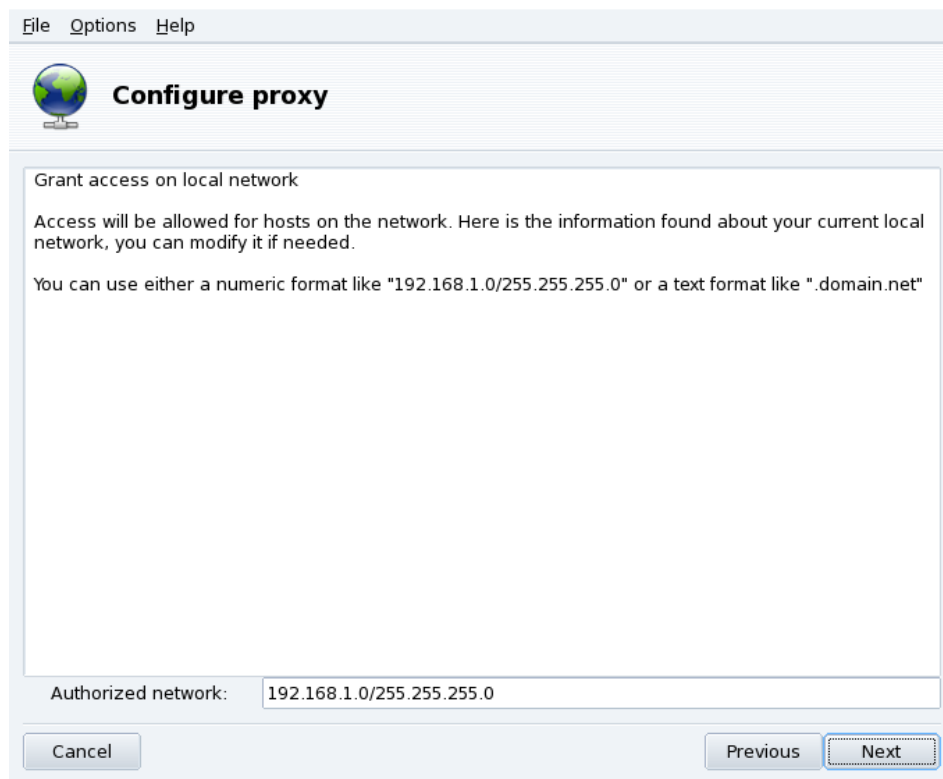 File Options Help
Configure proxy
Grant access on local network
Access will be allowed for hosts on the network. Here is the information found about your current local
network, you can modify it if needed.
You can use either a numeric format like "192.168.1.0/255.255.255.0" or a text format like ".domain.net"
Authorized network: 192.168.1.0/255.255.255.0
Cancel Previous Next